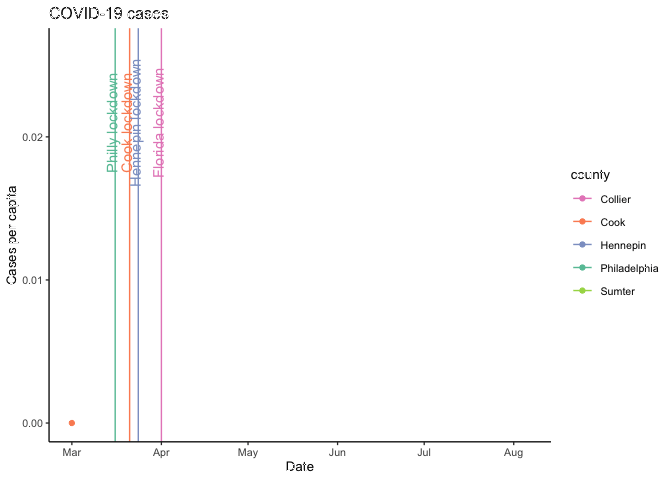 COVID-19 cases
Philly lockdown
Cook lockdown
Hennepin lockdown
Florida lockdown
Cases per capita
0.02
0.01
0.00
Mar
Apr
May
Jun
Jul
Aug
Date
county
Collier
Cook
Hennepin
Philadelphia
Sumter